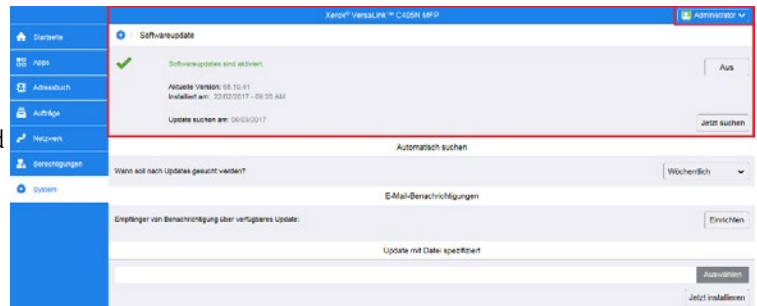 Xerox® VersaLink™ C405N MFP
Administrator
Startseite
Softwareupdate
Apps
Softwareupdates sind aktiviert.
Aus
Adressbuch
Aktuelle Version: 68.10.41
Installiert am: 22/02/2017 - 08:25 AM
Aufträge
Update suchen am: 06/03/2017
Jetzt suchen
d
Netzwerk
Automatisch suchen
Berechtigungen
Wann soll nach Updates gesucht werden?
Wöchentlich
System
E-Mail-Benachrichtigungen
Empfänger von Benachrichtigung über verfügbares Update:
Einrichten
Update mit Datei spezifiziert
Auswählen
Jetzt installieren